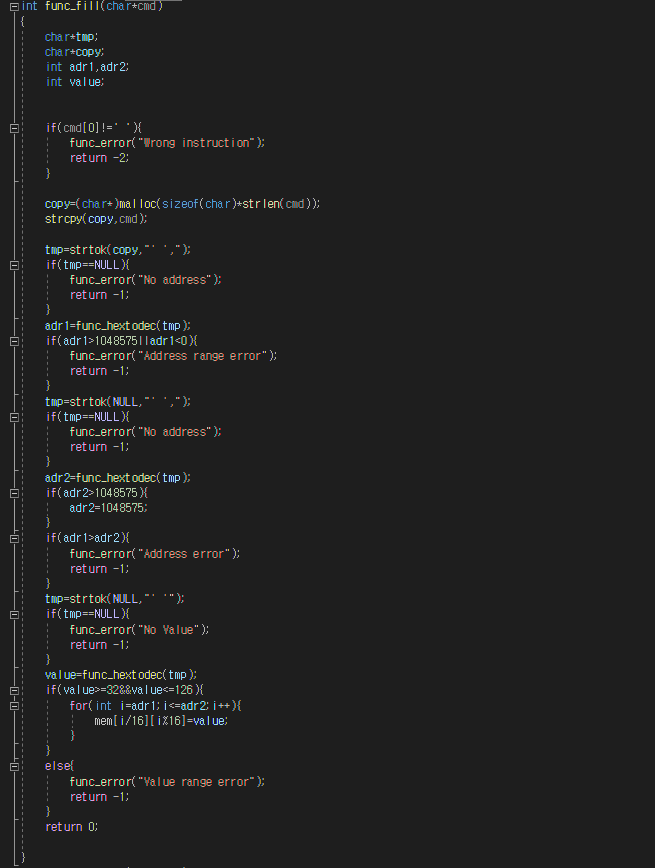 int func_fill(char*cmd)
{
char*tmp;
char*copy;
int adr1,adr2;
int value;
if(cmd[0]!=' '){
func_error("Wrong instruction");
return -2;
}
copy=(char*)malloc(sizeof(char)*strlen(cmd));
strcpy(copy,cmd);
tmp=strtok(copy,"' ',");
if(tmp==NULL){
func_error("No address");
return -1;
}
adr1=func_hextodec(tmp);
if(adr1>1048575||adr1<0){
func_error("Address range error");
return -1;
}
tmp=strtok(NULL,"' ',");
if(tmp==NULL){
func_error("No address");
return -1;
}
adr2=func_hextodec(tmp);
if(adr2>1048575){
adr2=1048575;
}
if(adr1>adr2){
func_error("Address error");
return -1;
}
tmp=strtok(NULL,"' '");
if(tmp==NULL){
func_error("No Value");
return -1;
}
value=func_hextodec(tmp);
if(value>=32&&value<=126){
for(int i=adr1;i<=adr2;i++){
mem[i/16][i%16]=value;
}
}
else{
func_error("Value range error");
return -1;
}
return 0;
}